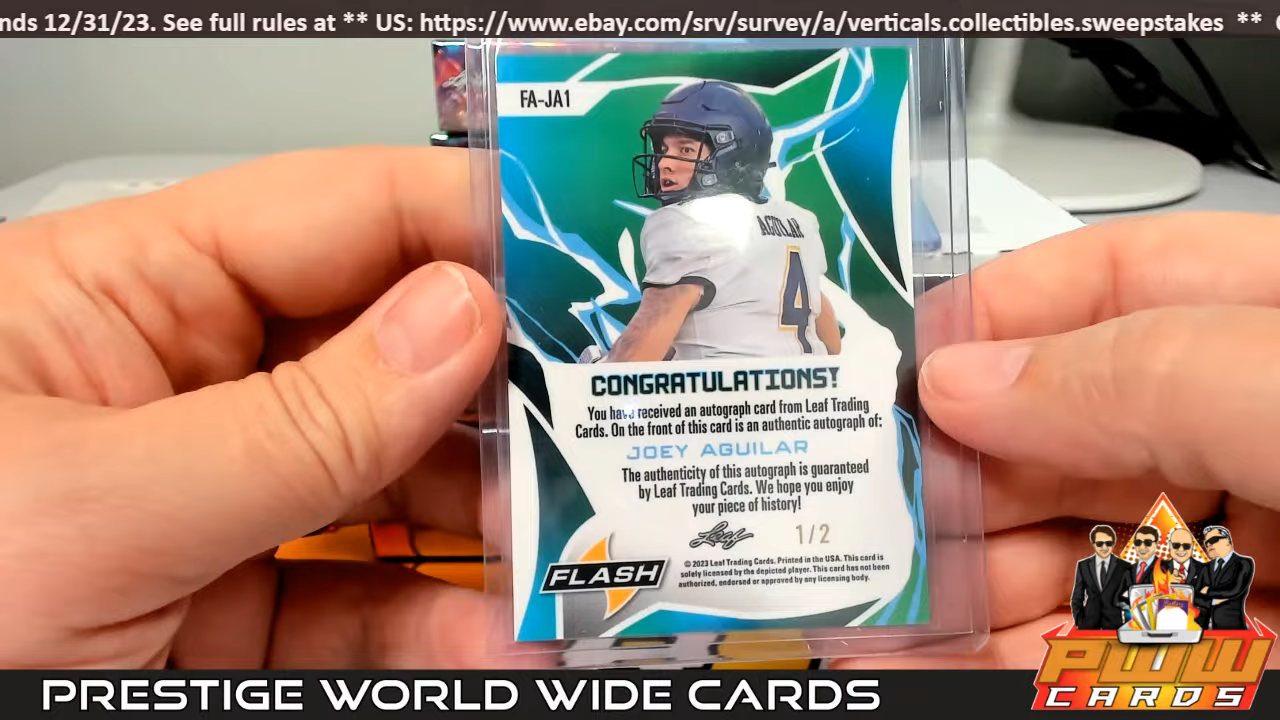 nds 12/31/23. See full rules at ** US: https://www.ebay.com/srv/survey/a/verticals.collectibles.sweepstakes **
FA-JA1
AGUILAR
4
CONGRATULATIONS!
You have received an autograph card from Leaf Trading
Cards. On the front of this card is an authentic autograph of:
JOEY AGUILAR
The authenticity of this autograph is guaranteed
by Leaf Trading Cards. We hope you enjoy
your piece of history!
Leaf 1/2
FLASH
© 2023 Leaf Trading Cards. Printed in the USA. This card is
solely licensed by the depicted player. This card has not been
authorized, endorsed or approved by any licensing body.
PWW
CARDS
PRESTIGE WORLD WIDE CARDS